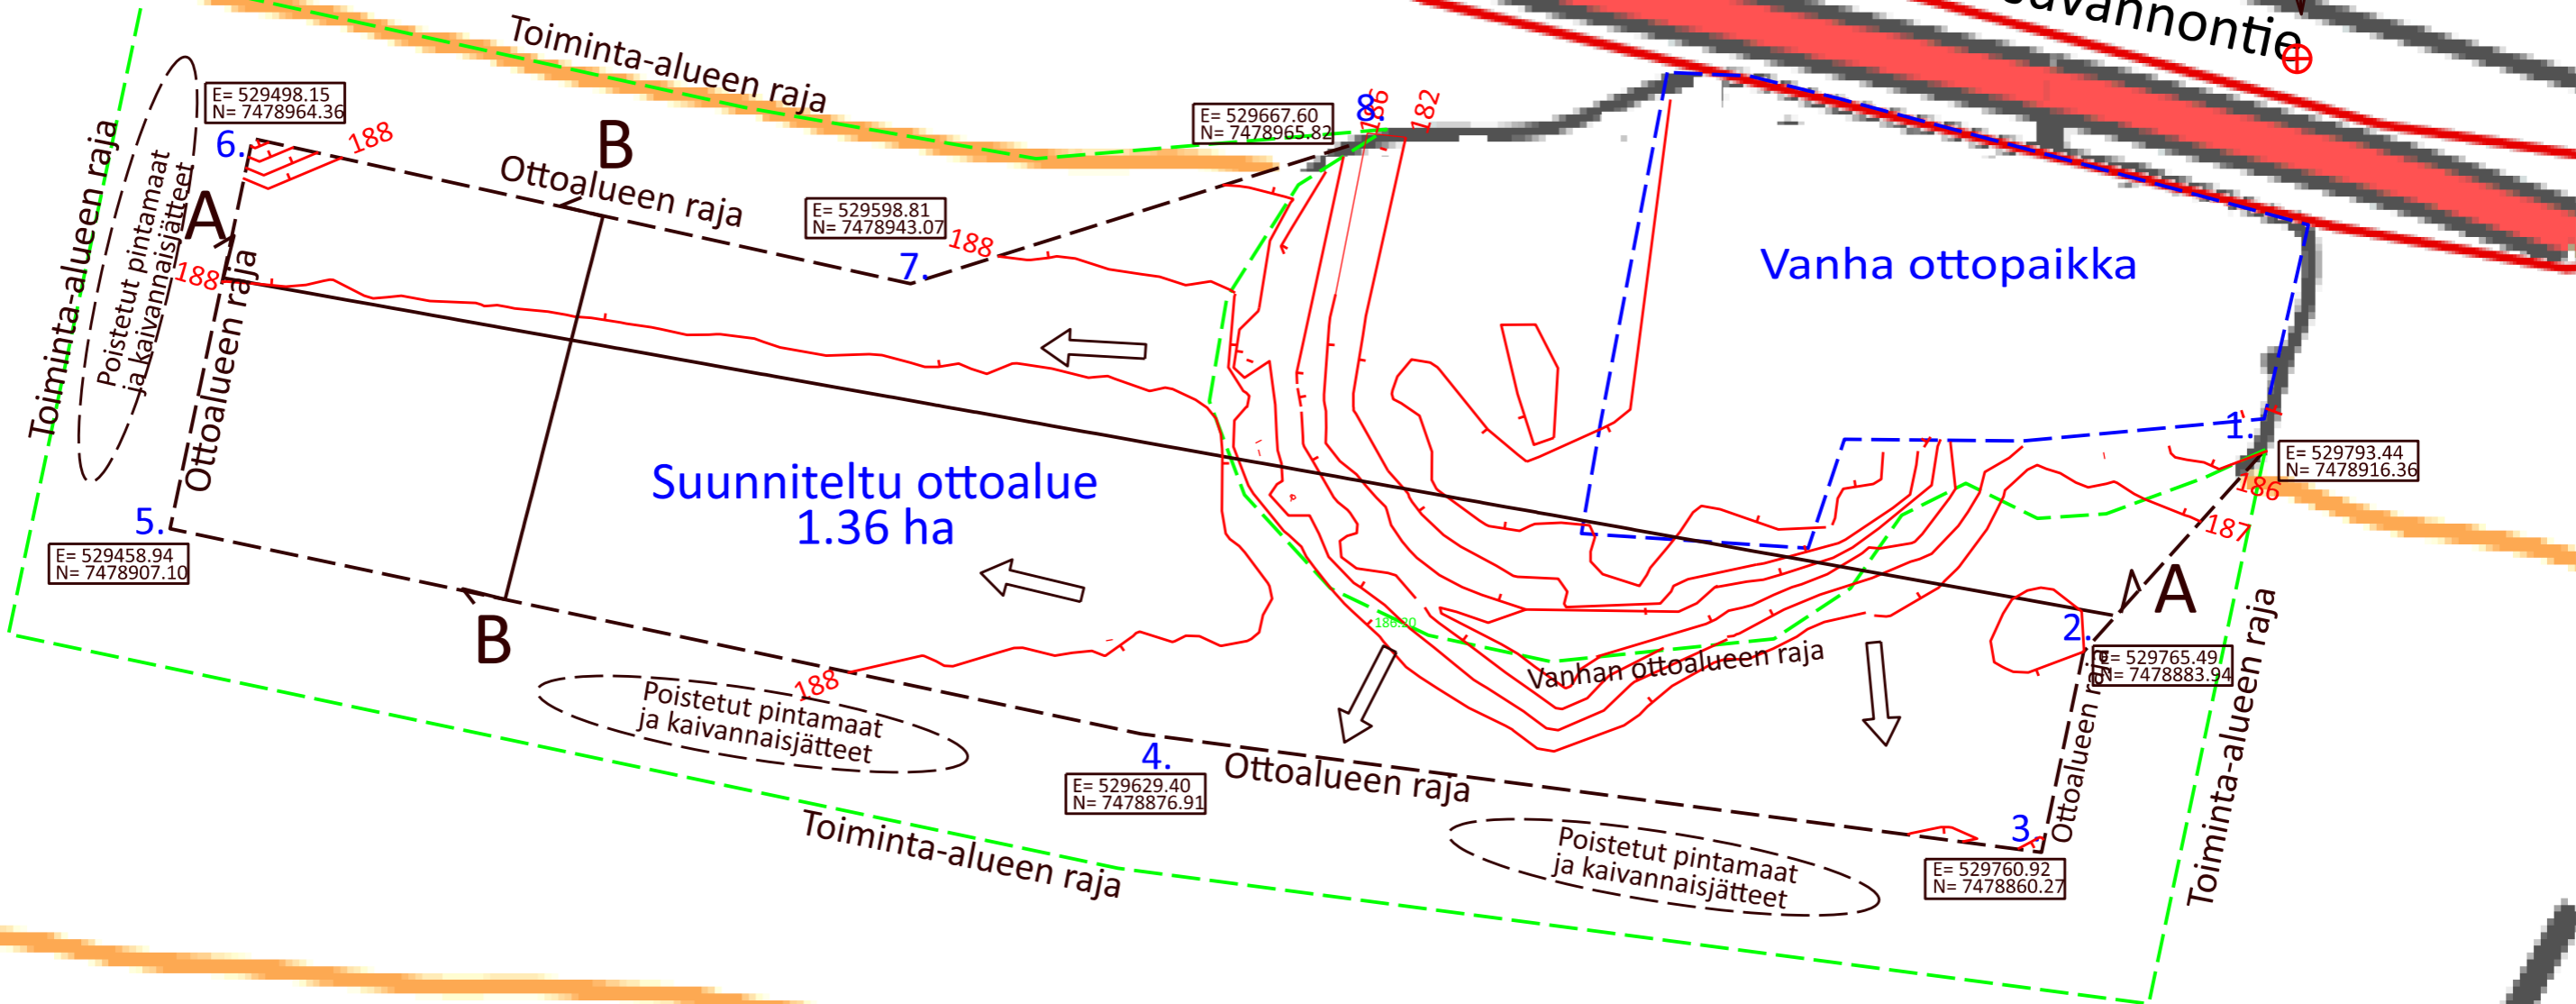 Toiminta-alueen raja
avannontie
E= 529498.15
N= 7478964.36
6.
188
B
Ottoalueen raja
E= 529667.60
N= 7478965.82
8.
186
182
Toiminta-alueen raja
Poistetut pintamaat
ja kaivannaisjätteet
A
188
Ottoalueen raja
E= 529598.81
N= 7478943.07
7.
188
Vanha ottopaikka
1.
E= 529793.44
N= 7478916.36
186
187
Suunniteltu ottoalue
1.36 ha
5.
E= 529458.94
N= 7478907.10
B
186.20
A
2.
E= 529765.49
N= 7478883.94
Vanhan ottoalueen raja
188
Poistetut pintamaat
ja kaivannaisjätteet
4.
E= 529629.40
N= 7478876.91
Ottoalueen raja
Ottoalueen raja
Toiminta-alueen raja
3.
E= 529760.92
N= 7478860.27
Poistetut pintamaat
ja kaivannaisjätteet
Toiminta-alueen raja